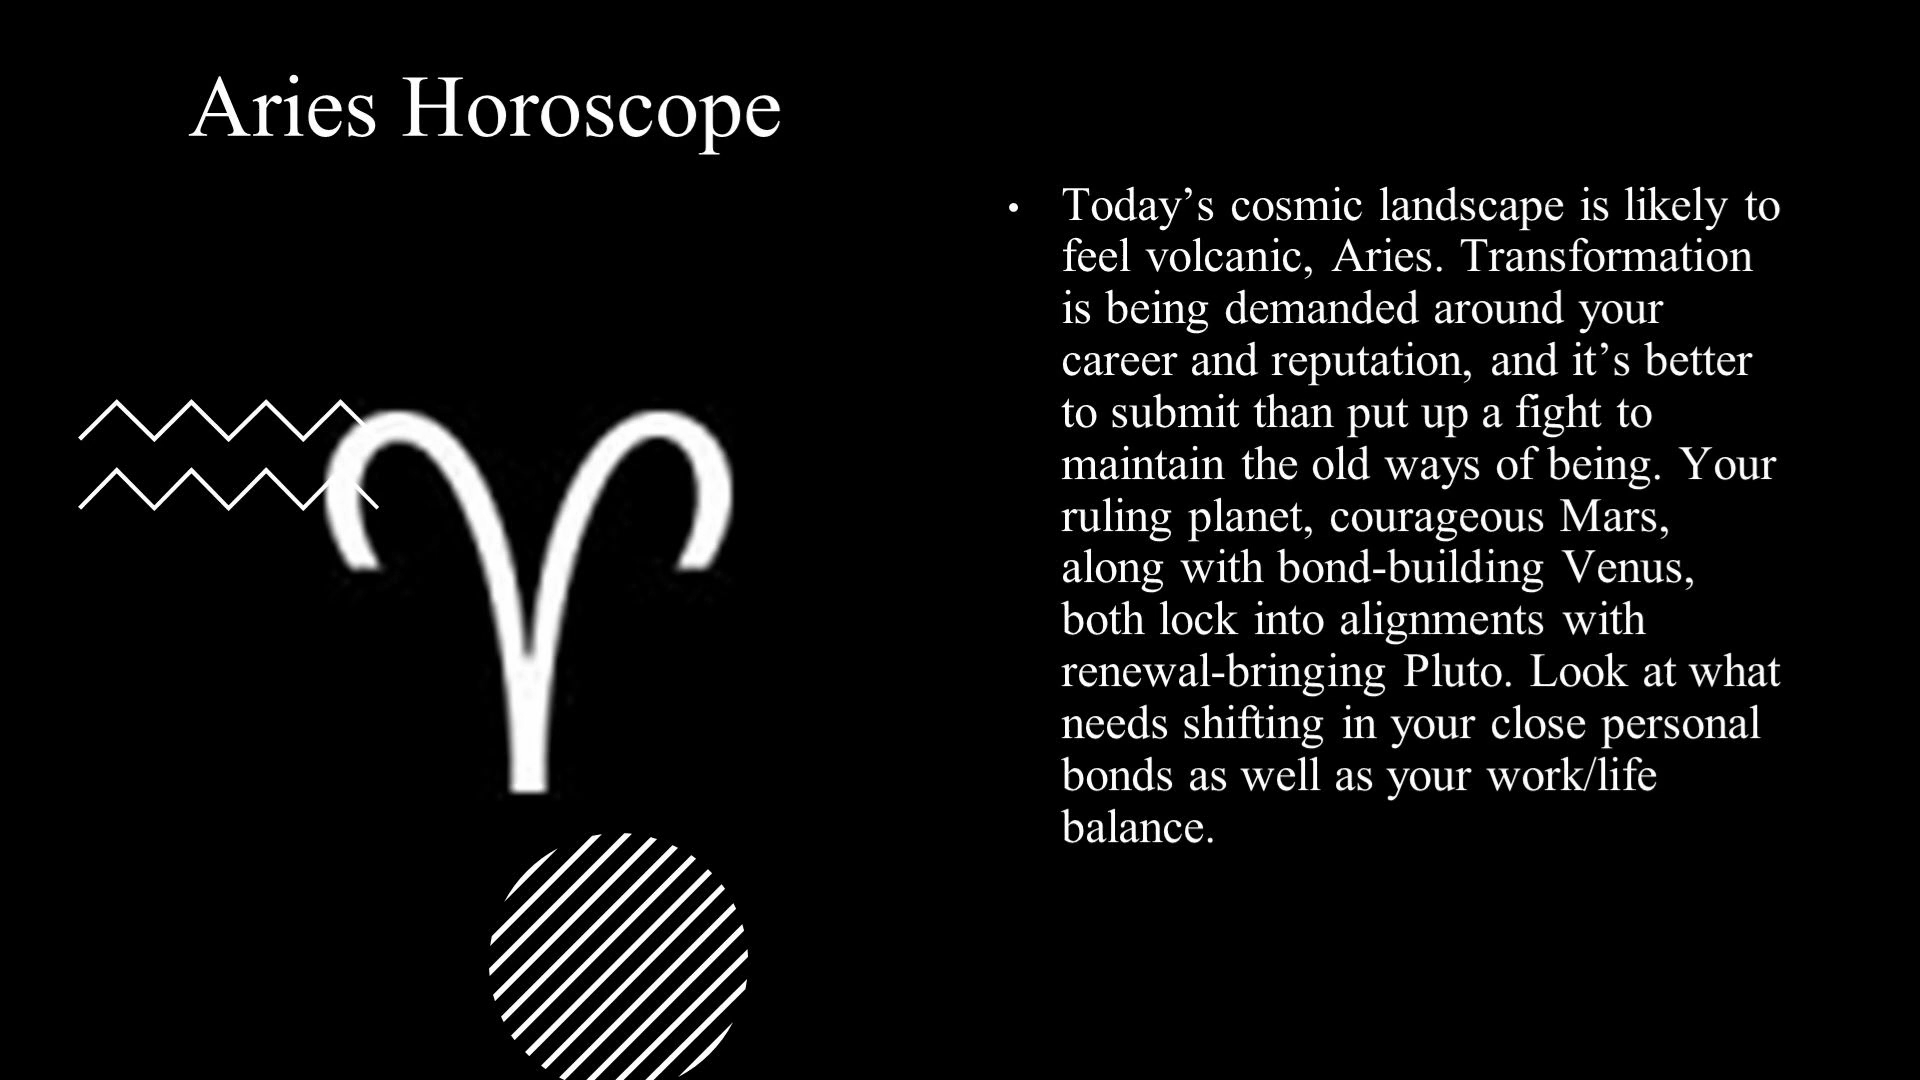 Aries Horoscope
• Today’s cosmic landscape is likely to
feel volcanic, Aries. Transformation
is being demanded around your
career and reputation, and it’s better
to submit than put up a fight to
maintain the old ways of being. Your
ruling planet, courageous Mars,
along with bond-building Venus,
both lock into alignments with
renewal-bringing Pluto. Look at what
needs shifting in your close personal
bonds as well as your work/life
balance.